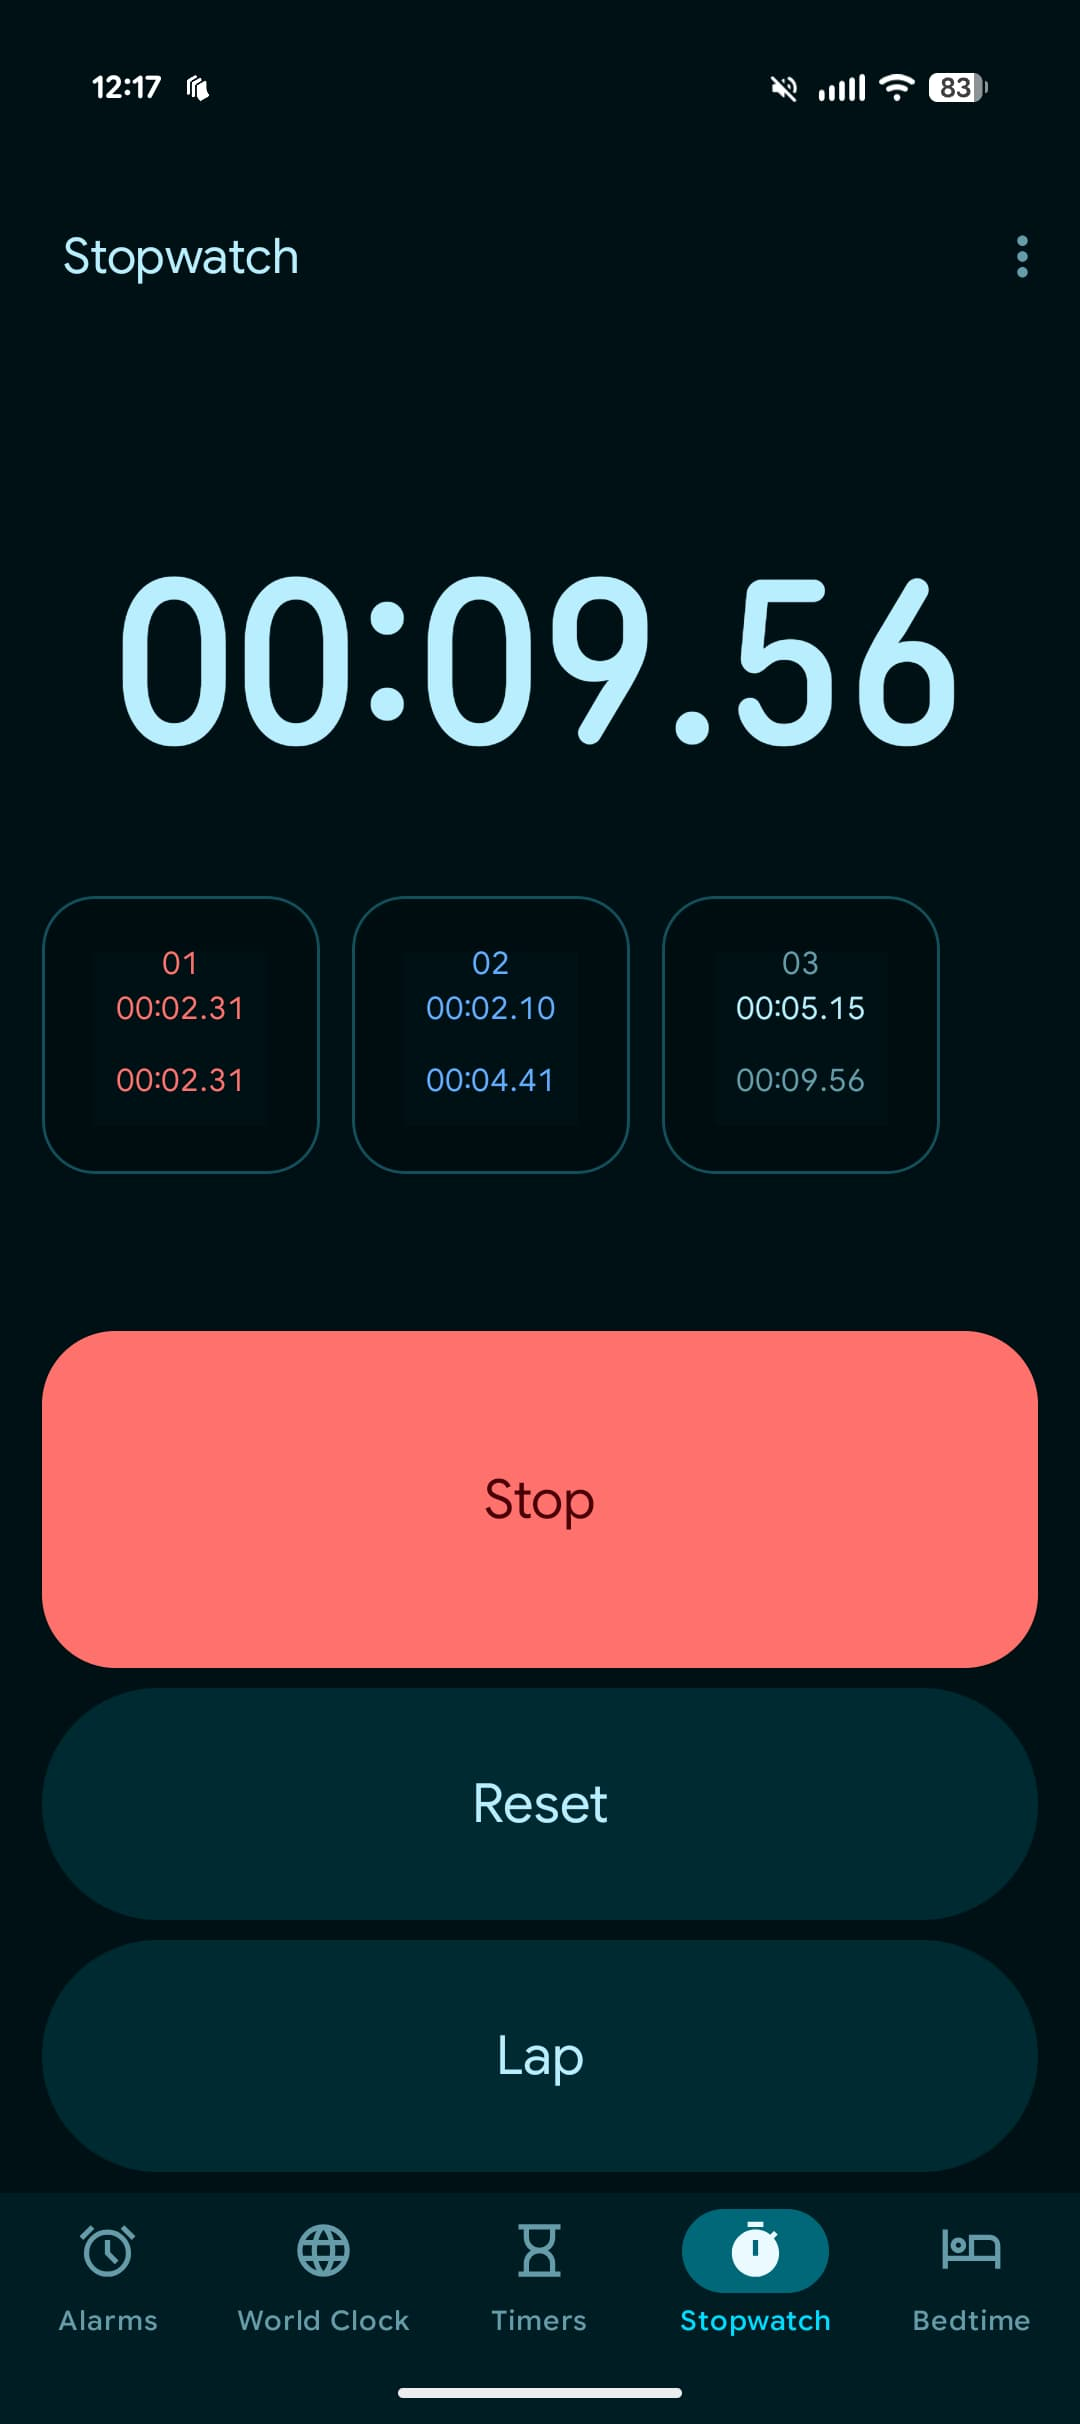 12:17
83
Stopwatch
00:09.56
01
00:02.31
00:02.31
02
00:02.10
00:04.41
03
00:05.15
00:09.56
Stop
Reset
Lap
Alarms
World Clock
Timers
Stopwatch
Bedtime